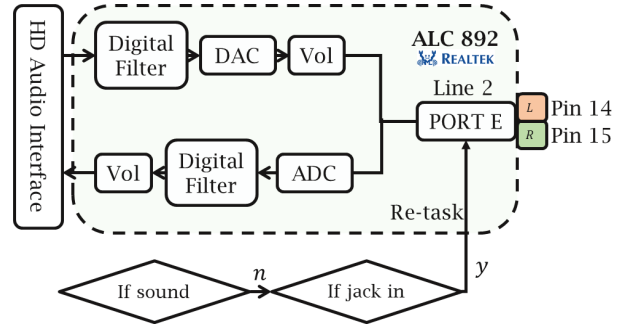 HD Audio Interface
Digital
Filter
DAC
Vol
ALC 892
REALTEK
Line 2
PORT E
L
Pin 14
R
Pin 15
Vol
Digital
Filter
ADC
Re-task
If sound
n
If jack in
y